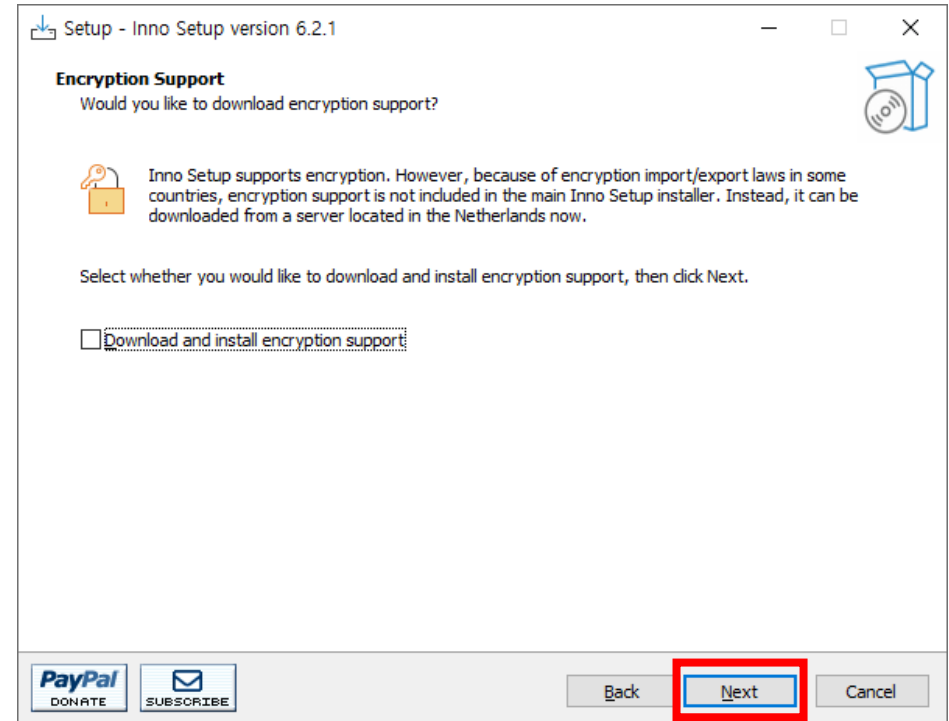 Setup - Inno Setup version 6.2.1
Encryption Support
Would you like to download encryption support?
Inno Setup supports encryption. However, because of encryption import/export laws in some
countries, encryption support is not included in the main Inno Setup installer. Instead, it can be
downloaded from a server located in the Netherlands now.
Select whether you would like to download and install encryption support, then click Next.
Download and install encryption support
PayPal
DONATE
SUBSCRIBE
Back
Next
Cancel